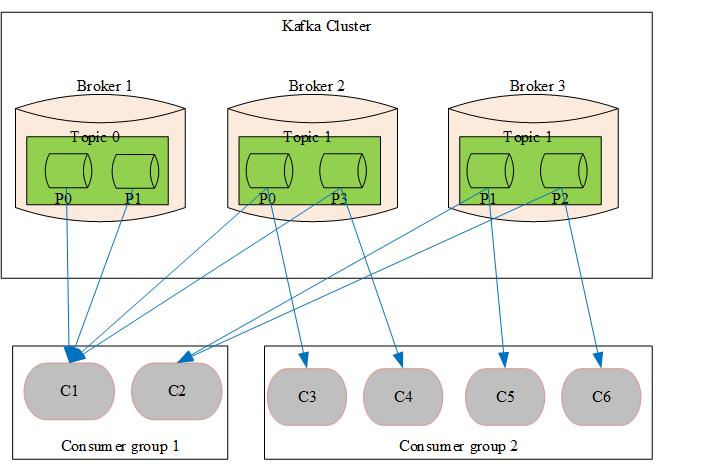 Kafka Cluster
Broker 1
Broker 2
Broker 3
Topic 0
Topic 1
Topic 1
P0
P1
P0
P3
P1
P2
C1
C2
C3
C4
C5
C6
Consumer group 1
Consumer group 2